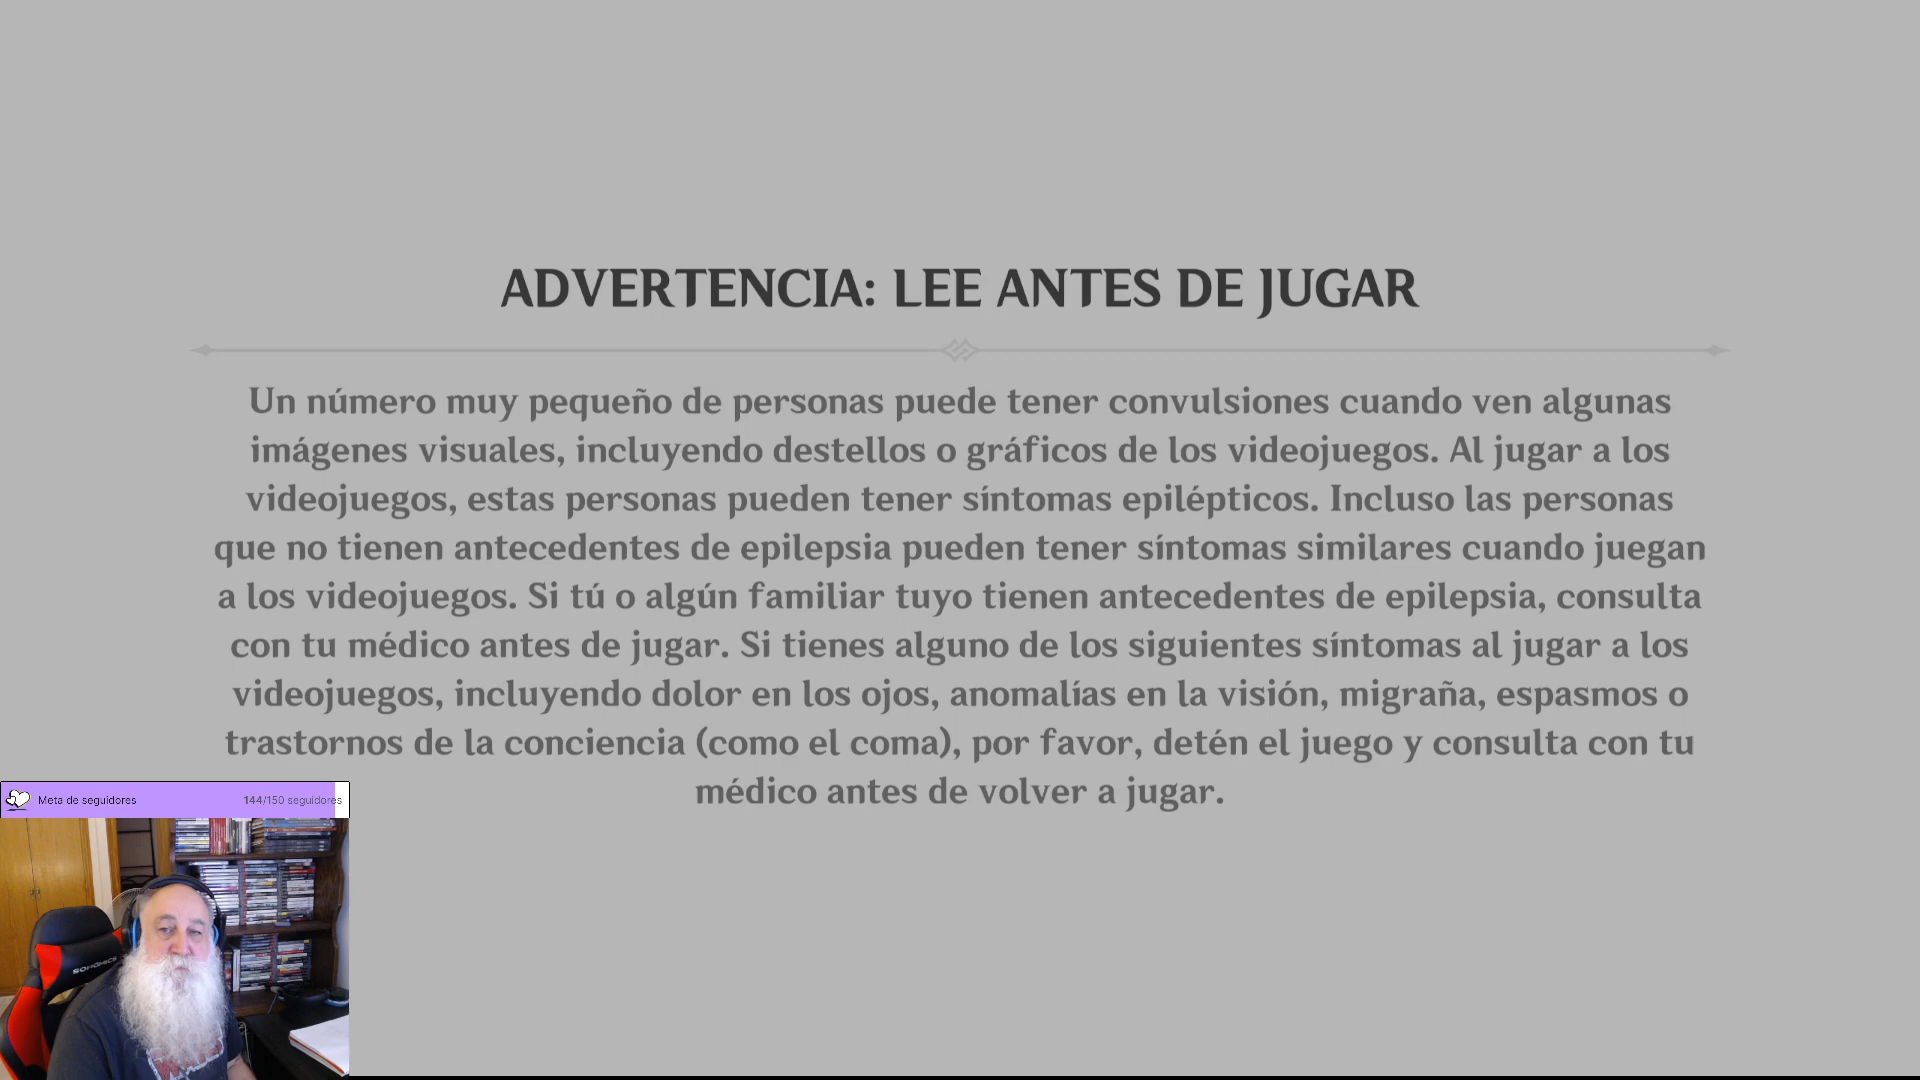 ADVERTENCIA: LEE ANTES DE JUGAR
Un número muy pequeño de personas puede tener convulsiones cuando ven algunas
imágenes visuales, incluyendo destellos o gráficos de los videojuegos. Al jugar a los
videojuegos, estas personas pueden tener síntomas epilépticos. Incluso las personas
que no tienen antecedentes de epilepsia pueden tener síntomas similares cuando juegan
a los videojuegos. Si tú o algún familiar tuyo tienen antecedentes de epilepsia, consulta
con tu médico antes de jugar. Si tienes alguno de los siguientes síntomas al jugar a los
videojuegos, incluyendo dolor en los ojos, anomalías en la visión, migraña, espasmos o
trastornos de la conciencia (como el coma), por favor, detén el juego y consulta con tu
médico antes de volver a jugar.
Meta de seguidores 144/150 seguidores